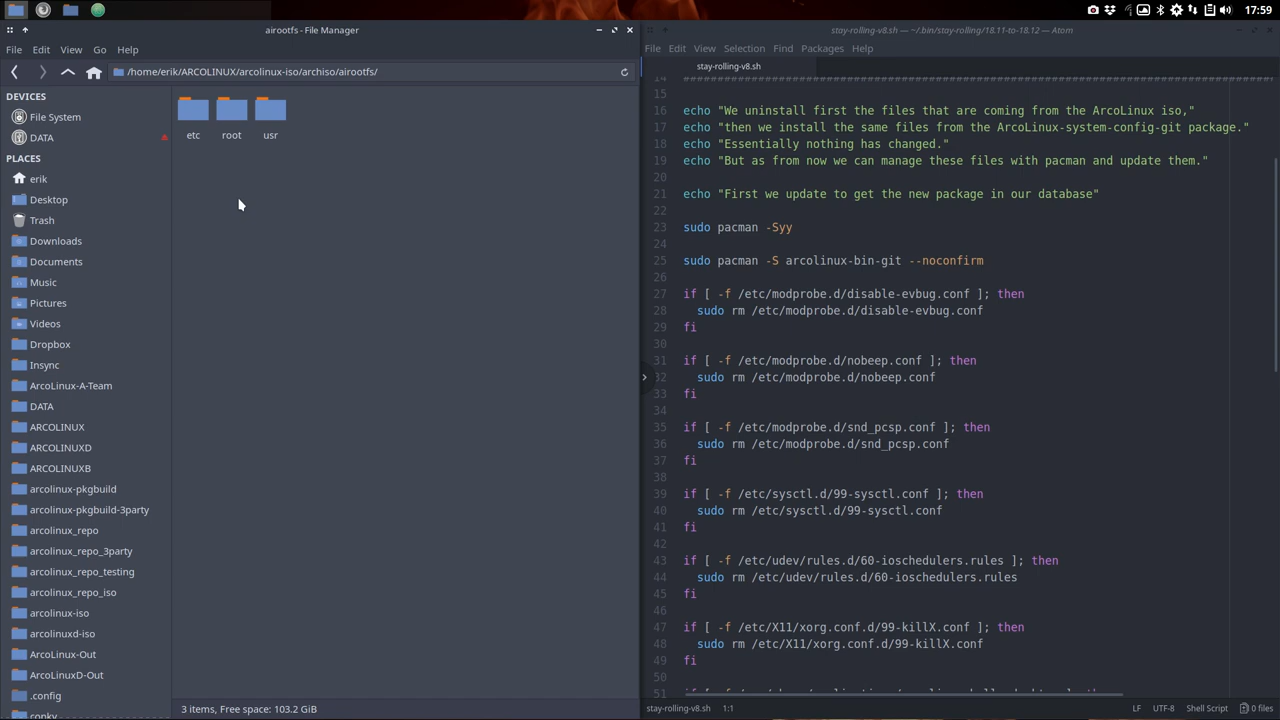 17:59
airootfs - File Manager
File Edit View Go Help
/home/erik/ARCOLINUX/arcolinux-iso/archiso/airootfs/
DEVICES
File System
DATA
PLACES
erik
Desktop
Trash
Downloads
Documents
Music
Pictures
Videos
Dropbox
Insync
ArcoLinux-A-Team
DATA
ARCOLINUX
ARCOLINUXD
ARCOLINUXB
arcolinux-pkgbuild
arcolinux-pkgbuild-3party
arcolinux_repo
arcolinux_repo_3party
arcolinux_repo_testing
arcolinux_repo_iso
arcolinux-iso
arcolinuxd-iso
ArcoLinux-Out
ArcoLinuxD-Out
.config
conky
etc root usr
3 items, Free space: 103.2 GiB
stay-rolling-v8.sh — ~/.bin/stay-rolling/18.11-to-18.12 — Atom
File Edit View Selection Find Packages Help
stay-rolling-v8.sh
14 ################################################################################
15
16 echo "We uninstall first the files that are coming from the ArcoLinux iso,"
17 echo "then we install the same files from the ArcoLinux-system-config-git package."
18 echo "Essentially nothing has changed."
19 echo "But as from now we can manage these files with pacman and update them."
20
21 echo "First we update to get the new package in our database"
22
23 sudo pacman -Syy
24
25 sudo pacman -S arcolinux-bin-git --noconfirm
26
27 if [ -f /etc/modprobe.d/disable-evbug.conf ]; then
28 sudo rm /etc/modprobe.d/disable-evbug.conf
29 fi
30
31 if [ -f /etc/modprobe.d/nobeep.conf ]; then
32 sudo rm /etc/modprobe.d/nobeep.conf
33 fi
34
35 if [ -f /etc/modprobe.d/snd_pcsp.conf ]; then
36 sudo rm /etc/modprobe.d/snd_pcsp.conf
37 fi
38
39 if [ -f /etc/sysctl.d/99-sysctl.conf ]; then
40 sudo rm /etc/sysctl.d/99-sysctl.conf
41 fi
42
43 if [ -f /etc/udev/rules.d/60-ioschedulers.rules ]; then
44 sudo rm /etc/udev/rules.d/60-ioschedulers.rules
45 fi
46
47 if [ -f /etc/X11/xorg.conf.d/99-killX.conf ]; then
48 sudo rm /etc/X11/xorg.conf.d/99-killX.conf
49 fi
50
51
stay-rolling-v8.sh 1:1 LF UTF-8 Shell Script 0 files